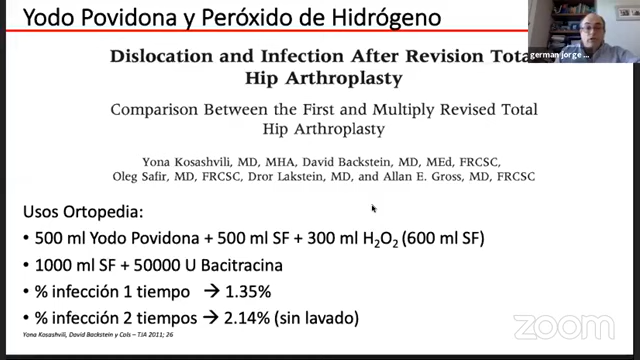 Yodo Povidona y Peróxido de Hidrógeno
german jorge ...
Dislocation and Infection After Revision Tota
Hip Arthroplasty
Comparison Between the First and Multiply Revised Total
Hip Arthroplasty
Yona Kosashvili, MD, MHA, David Backstein, MD, MEd, FRCSC,
Oleg Safir, MD, FRCSC, Dror Lakstein, MD, and Allan E. Gross, MD, FRCSC
Usos Ortopedia:
• 500 ml Yodo Povidona + 500 ml SF + 300 ml H₂O₂ (600 ml SF)
• 1000 ml SF + 50000 U Bacitracina
• % infección 1 tiempo → 1.35%
• % infección 2 tiempos → 2.14% (sin lavado)
Yona Kosashvili, David Backstein y Cols – TJA 2011; 26
zoom